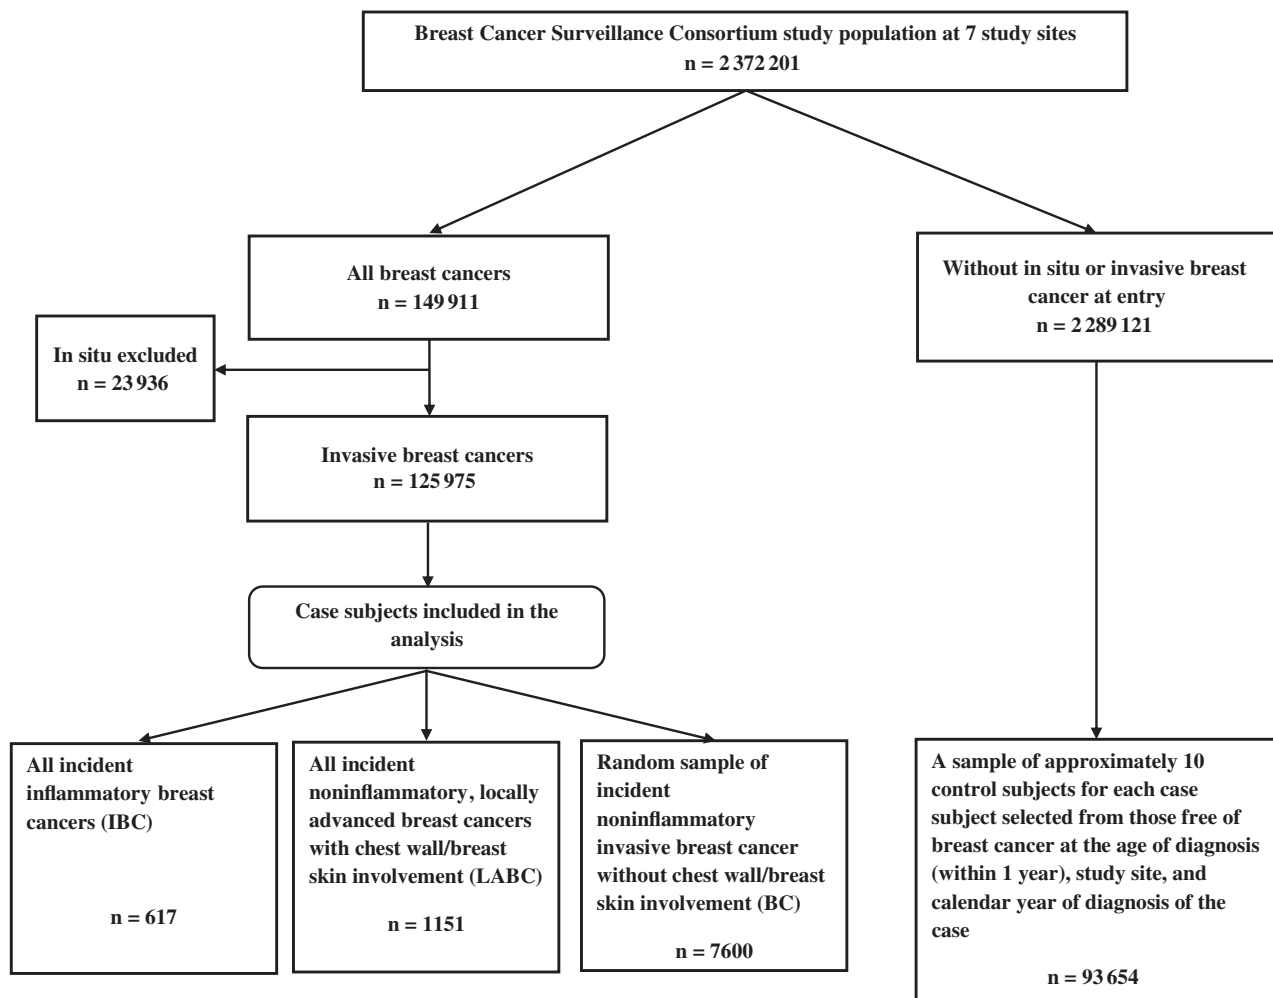 Breast Cancer Surveillance Consortium study population at 7 study sites
n = 2 372 201
All breast cancers
n = 149 911
Without in situ or invasive breast
cancer at entry
n = 2 289 121
In situ excluded
n = 23 936
Invasive breast cancers
n = 125 975
Case subjects included in the
analysis
All incident
inflammatory breast
cancers (IBC)
n = 617
All incident
noninflammatory, locally
advanced breast cancers
with chest wall/breast
skin involvement (LABC)
n = 1151
Random sample of
incident
noninflammatory
invasive breast cancer
without chest wall/breast
skin involvement (BC)
n = 7600
A sample of approximately 10
control subjects for each case
subject selected from those free of
breast cancer at the age of diagnosis
(within 1 year), study site, and
calendar year of diagnosis of the
case
n = 93 654